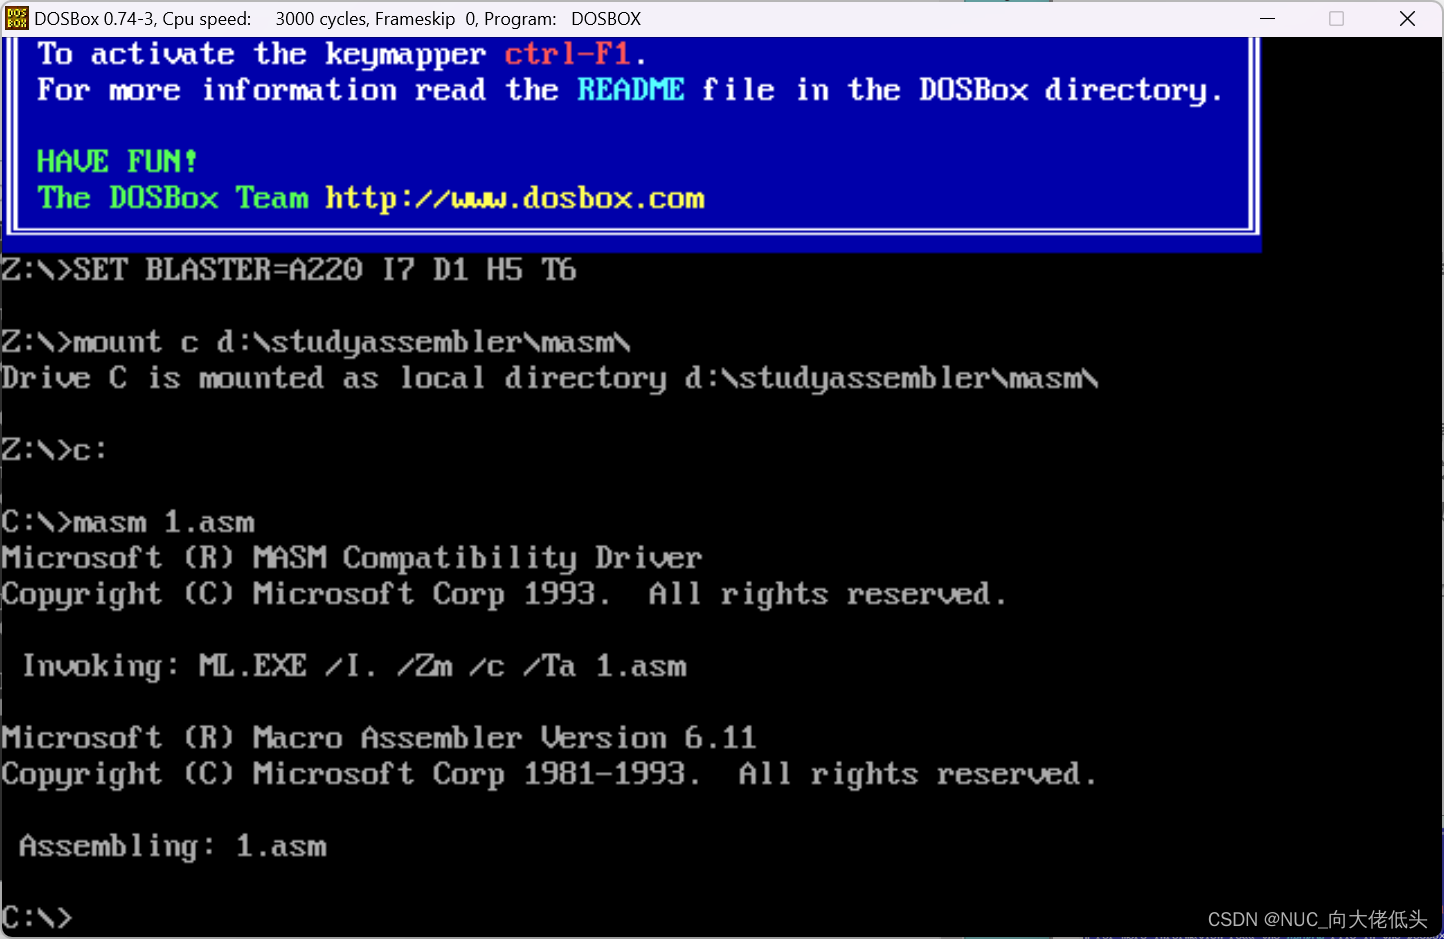 DOSBox 0.74-3, Cpu speed:    3000 cycles, Frameskip  0, Program:   DOSBOX
To activate the keymapper ctrl-F1.
For more information read the README file in the DOSBox directory.
HAVE FUN!
The DOSBox Team http://www.dosbox.com
Z:\>SET BLASTER=A220 I7 D1 H5 T6
Z:\>mount c d:\studyassembler\masm\
Drive C is mounted as local directory d:\studyassembler\masm\
Z:\>c:
C:\>masm 1.asm
Microsoft (R) MASM Compatibility Driver
Copyright (C) Microsoft Corp 1993.  All rights reserved.
Invoking: ML.EXE /I. /Zm /c /Ta 1.asm
Microsoft (R) Macro Assembler Version 6.11
Copyright (C) Microsoft Corp 1981-1993.  All rights reserved.
Assembling: 1.asm
C:\>
CSDN @NUC_向大佬低头